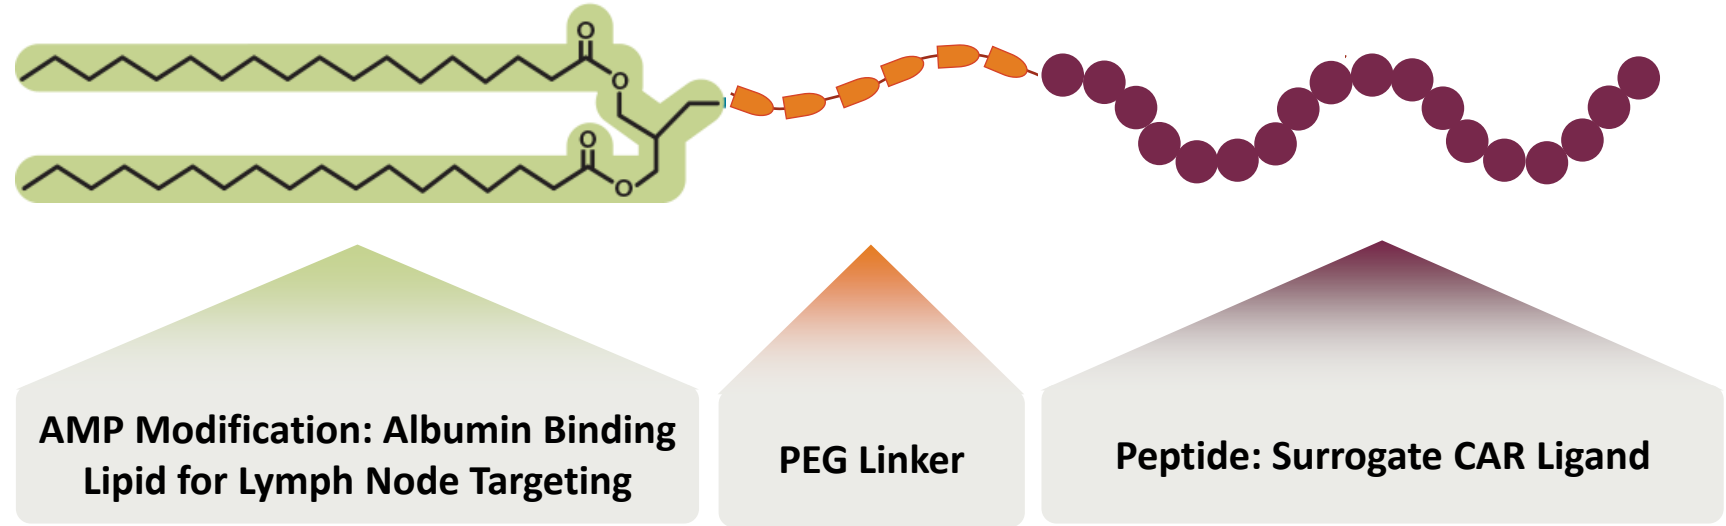 O
O
O
O
AMP Modification: Albumin Binding
Lipid for Lymph Node Targeting
PEG Linker
Peptide: Surrogate CAR Ligand